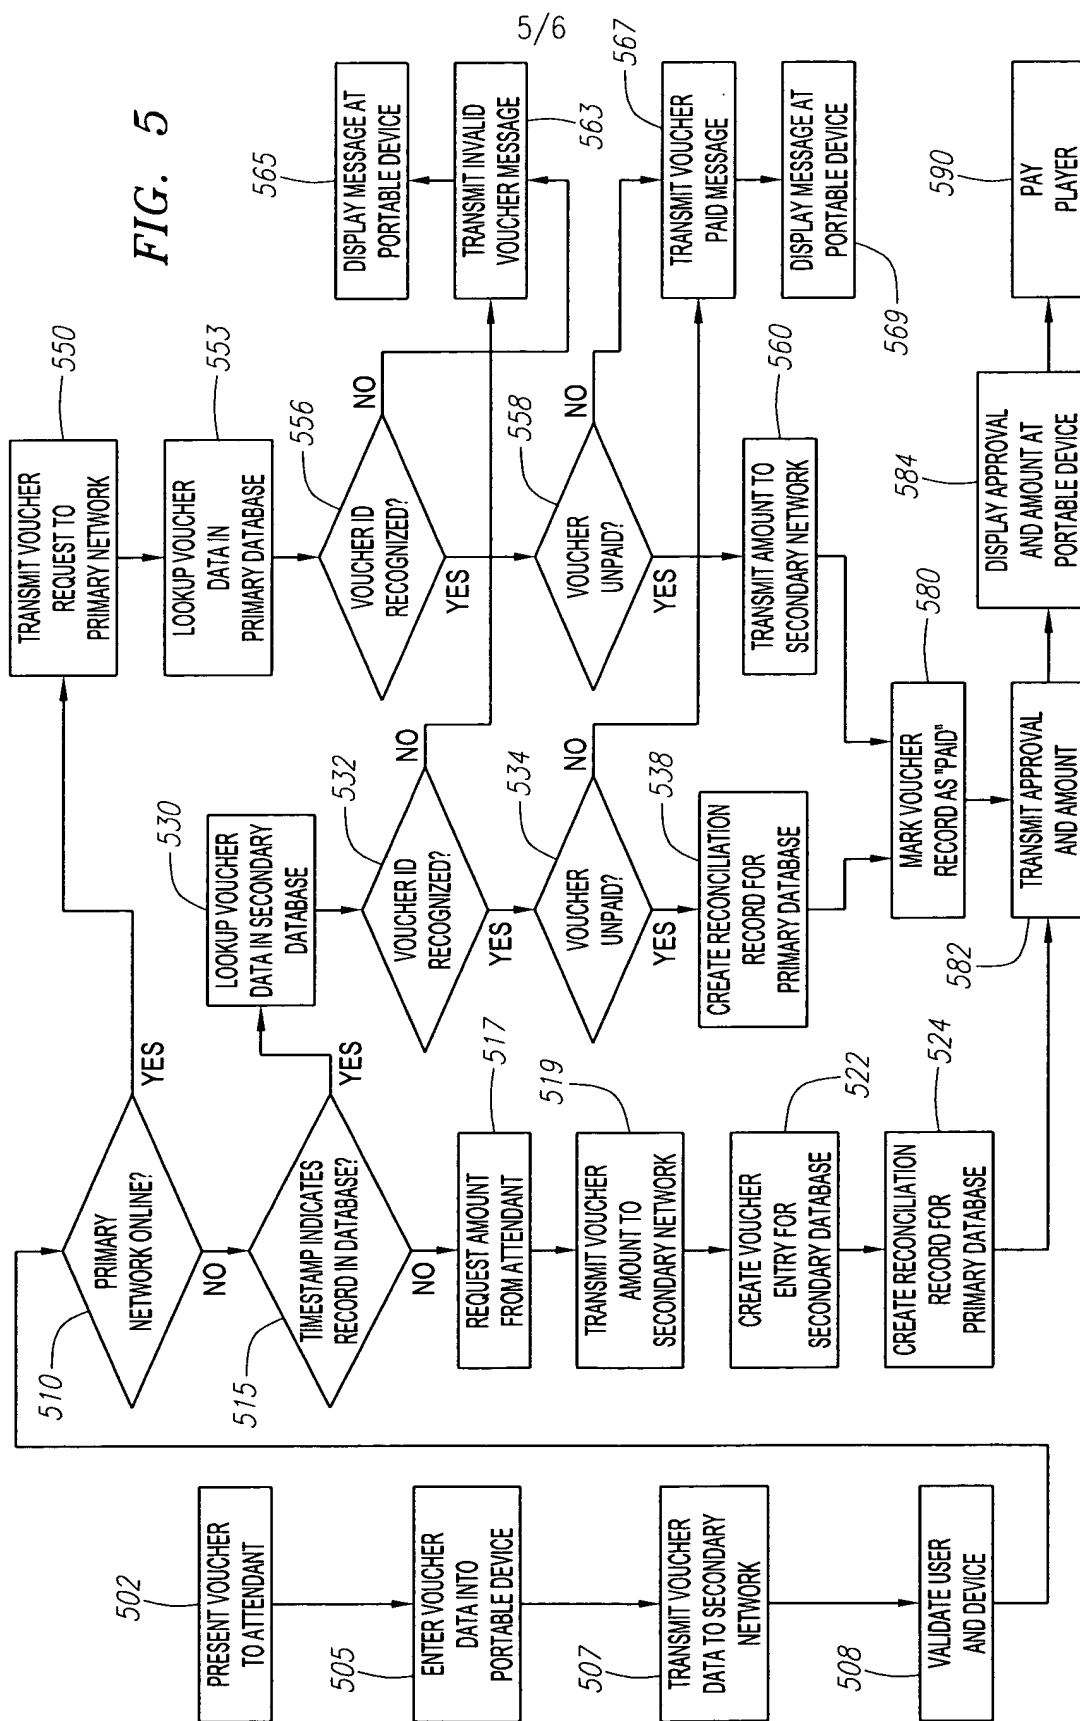 5/6
FIG. 5
502
PRESENT VOUCHER
TO ATTENDANT
505
ENTER VOUCHER
DATA INTO
PORTABLE DEVICE
507
TRANSMIT VOUCHER
DATA TO SECONDARY
NETWORK
508
VALIDATE USER
AND DEVICE
510
PRIMARY
NETWORK ONLINE?
YES
NO
515
TIMESTAMP INDICATES
RECORD IN DATABASE?
YES
NO
517
REQUEST AMOUNT
FROM ATTENDANT
519
TRANSMIT VOUCHER
AMOUNT TO
SECONDARY NETWORK
522
CREATE VOUCHER
ENTRY FOR
SECONDARY DATABASE
524
CREATE RECONCILIATION
RECORD FOR
PRIMARY DATABASE
530
LOOKUP VOUCHER
DATA IN SECONDARY
DATABASE
532
VOUCHER ID
RECOGNIZED?
NO
YES
534
VOUCHER
UNPAID?
NO
YES
538
CREATE RECONCILIATION
RECORD FOR
PRIMARY DATABASE
550
TRANSMIT VOUCHER
REQUEST TO
PRIMARY NETWORK
553
LOOKUP VOUCHER
DATA IN
PRIMARY DATABASE
556
VOUCHER ID
RECOGNIZED?
NO
YES
558
VOUCHER
UNPAID?
NO
YES
560
TRANSMIT AMOUNT TO
SECONDARY NETWORK
565
DISPLAY MESSAGE AT
PORTABLE DEVICE
563
TRANSMIT INVALID
VOUCHER MESSAGE
567
TRANSMIT VOUCHER
PAID MESSAGE
569
DISPLAY MESSAGE AT
PORTABLE DEVICE
580
MARK VOUCHER
RECORD AS "PAID"
582
TRANSMIT APPROVAL
AND AMOUNT
584
DISPLAY APPROVAL
AND AMOUNT AT
PORTABLE DEVICE
590
PAY
PLAYER